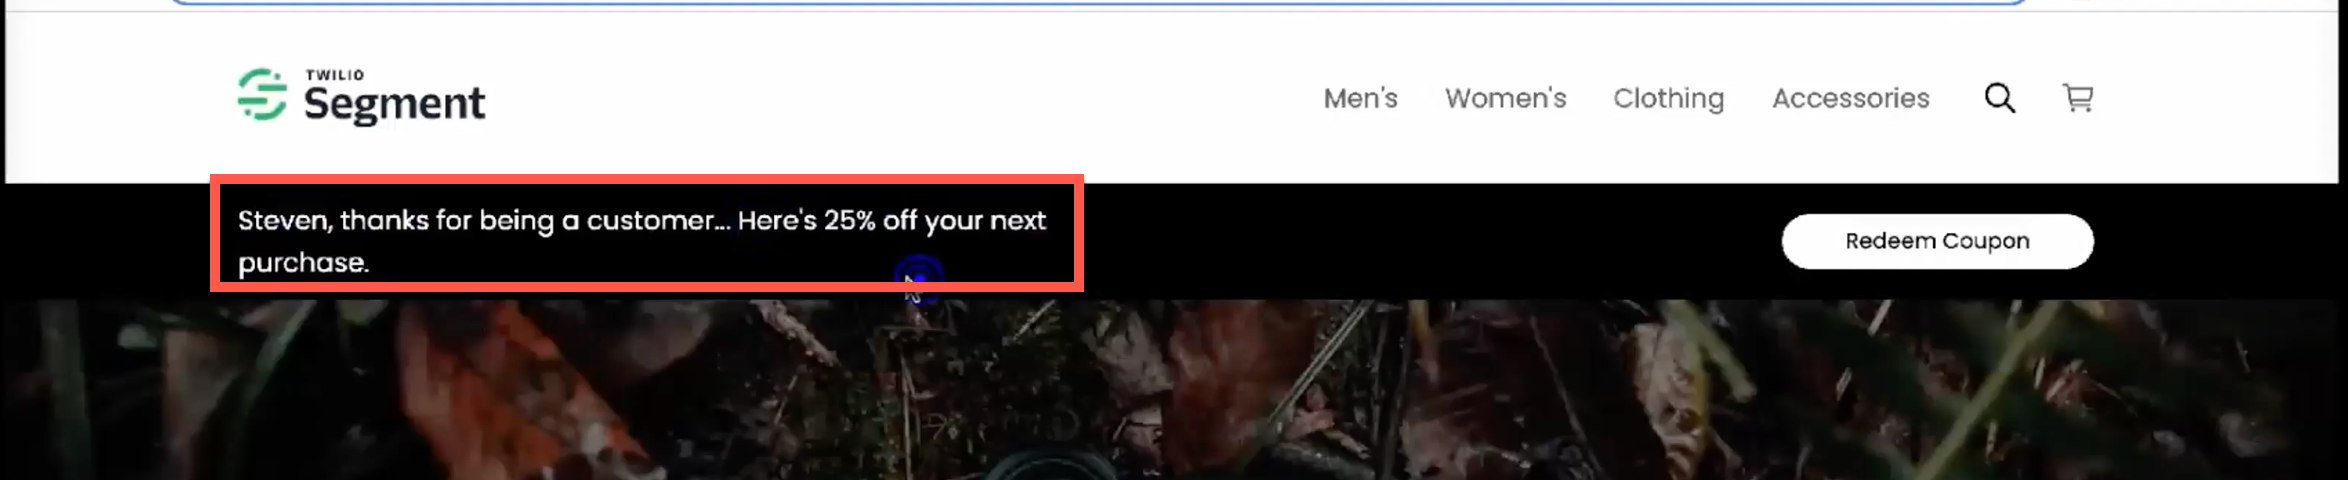 TWILIO
Segment
Men's Women's Clothing Accessories
Steven, thanks for being a customer... Here's 25% off your next
purchase.
Redeem Coupon